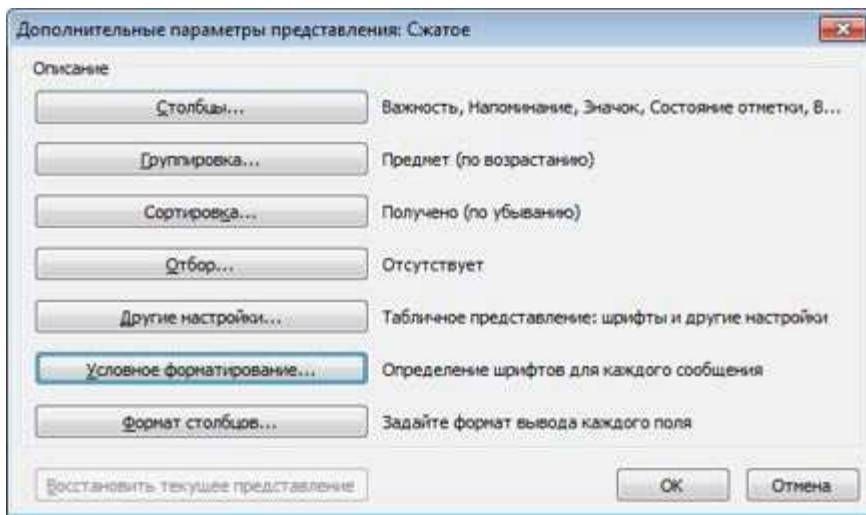 Дополнительные параметры представления: Сжатое
Описание
Столбцы... Важность, Напоминание, Значок, Состояние отметки, В...
Группировка... Предмет (по возрастанию)
Сортировка... Получено (по убыванию)
Отбор... Отсутствует
Другие настройки... Табличное представление: шрифты и другие настройки
Условное форматирование... Определение шрифтов для каждого сообщения
Формат столбцов... Задайте формат вывода каждого поля
Восстановить текущее представление ОК Отмена